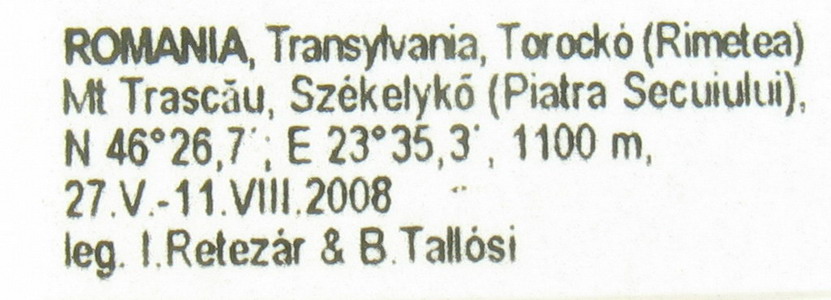 ROMANIA, Transylvania, Torockó (Rimetea)
Mt Trascău, Székelykő (Piatra Secuiului),
N 46°26,7'; E 23°35,3', 1100 m,
27.V.-11.VIII.2008
leg. I.Retezár & B.Tallósi